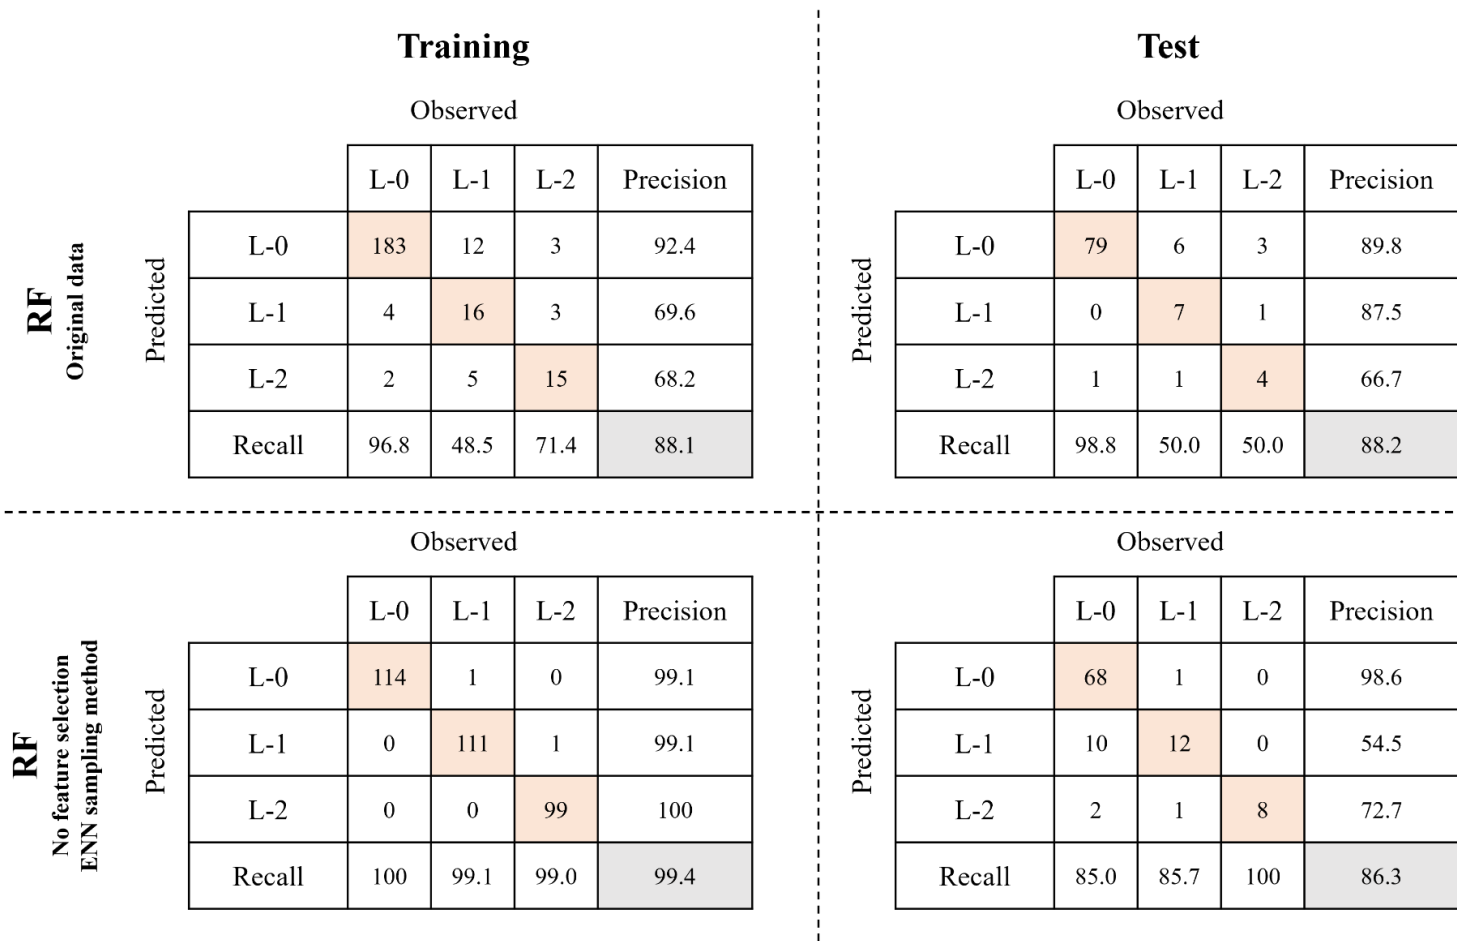 Training
Test
RF
Original data
Observed
Predicted
L-0 L-1 L-2 Precision
L-0 183 12 3 92.4
L-1 4 16 3 69.6
L-2 2 5 15 68.2
Recall 96.8 48.5 71.4 88.1
Observed
Predicted
L-0 L-1 L-2 Precision
L-0 79 6 3 89.8
L-1 0 7 1 87.5
L-2 1 1 4 66.7
Recall 98.8 50.0 50.0 88.2
RF
No feature selection
ENN sampling method
Observed
Predicted
L-0 L-1 L-2 Precision
L-0 114 1 0 99.1
L-1 0 111 1 99.1
L-2 0 0 99 100
Recall 100 99.1 99.0 99.4
Observed
Predicted
L-0 L-1 L-2 Precision
L-0 68 1 0 98.6
L-1 10 12 0 54.5
L-2 2 1 8 72.7
Recall 85.0 85.7 100 86.3